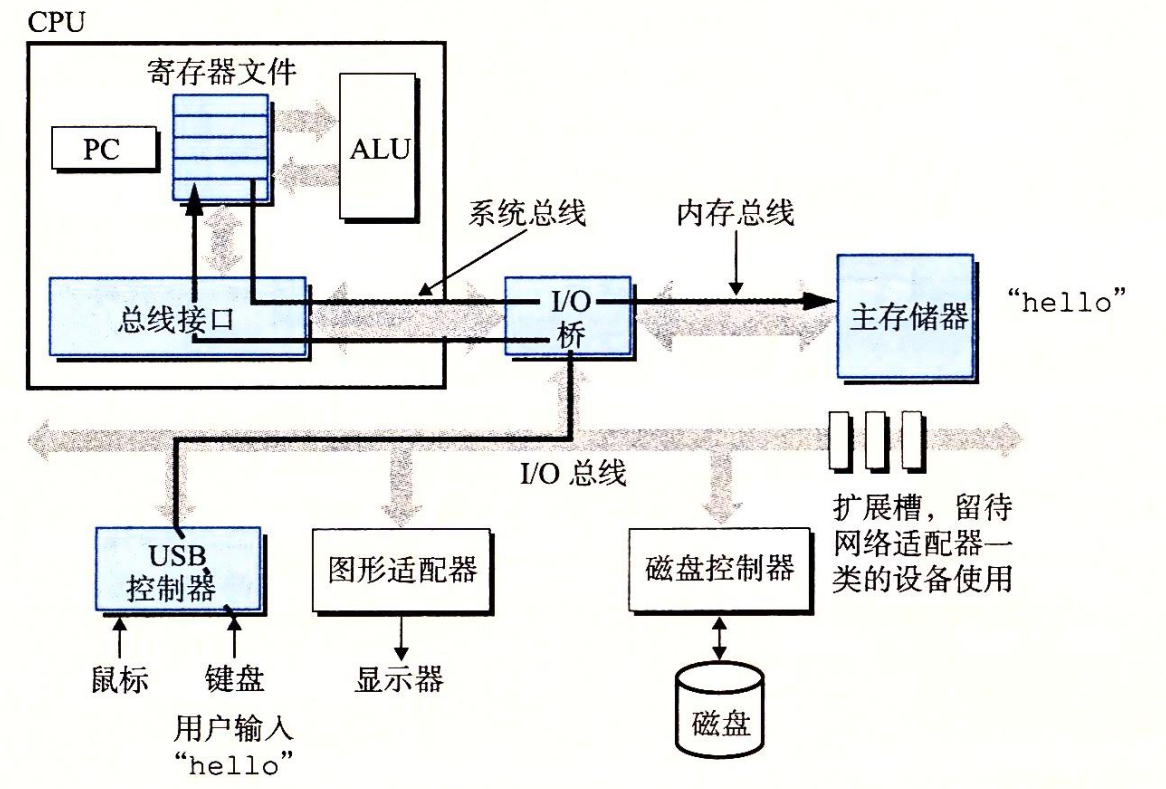 CPU
寄存器文件
PC
ALU
系统总线
内存总线
总线接口
I/O
桥
主存储器
“hello”
I/O 总线
扩展槽，留待
网络适配器一
类的设备使用
USB
控制器
图形适配器
磁盘控制器
鼠标
键盘
显示器
磁盘
用户输入
“hello”